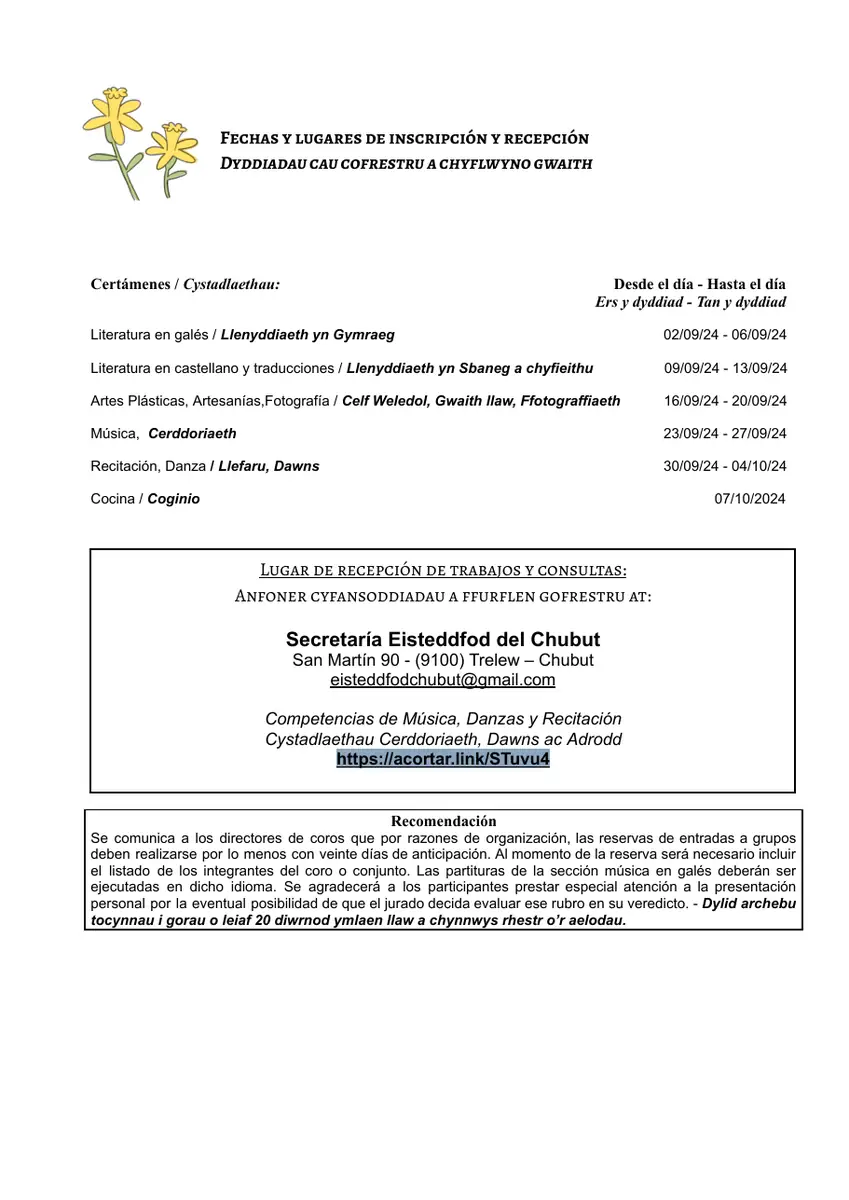 Fechas y lugares de inscripción y recepción
Dyddiadau cau cofrestru a chyflwyno gwaith
Certámenes / Cystadlaethau: Desde el día - Hasta el día
Ers y dyddiad - Tan y dyddiad
Literatura en galés / Llenyddiaeth yn Gymraeg 02/09/24 - 06/09/24
Literatura en castellano y traducciones / Llenyddiaeth yn Sbaneg a chyfieithu 09/09/24 - 13/09/24
Artes Plásticas, Artesanías,Fotografía / Celf Weledol, Gwaith llaw, Ffotograffiaeth 16/09/24 - 20/09/24
Música, Cerddoriaeth 23/09/24 - 27/09/24
Recitación, Danza / Llefaru, Dawns 30/09/24 - 04/10/24
Cocina / Coginio 07/10/2024
Lugar de recepción de trabajos y consultas:
Anfoner cyfansoddiadau a ffurflen gofrestru at:
Secretaría Eisteddfod del Chubut
San Martín 90 - (9100) Trelew – Chubut
eisteddfodchubut@gmail.com
Competencias de Música, Danzas y Recitación
Cystadlaethau Cerddoriaeth, Dawns ac Adrodd
https://acortar.link/STuvu4
Recomendación
Se comunica a los directores de coros que por razones de organización, las reservas de entradas a grupos
deben realizarse por lo menos con veinte días de anticipación. Al momento de la reserva será necesario incluir
el listado de los integrantes del coro o conjunto. Las partituras de la sección música en galés deberán ser
ejecutadas en dicho idioma. Se agradecerá a los participantes prestar especial atención a la presentación
personal por la eventual posibilidad de que el jurado decida evaluar ese rubro en su veredicto. - Dylid archebu
tocynnau i gorau o leiaf 20 diwrnod ymlaen llaw a chynnwys rhestr o’r aelodau.